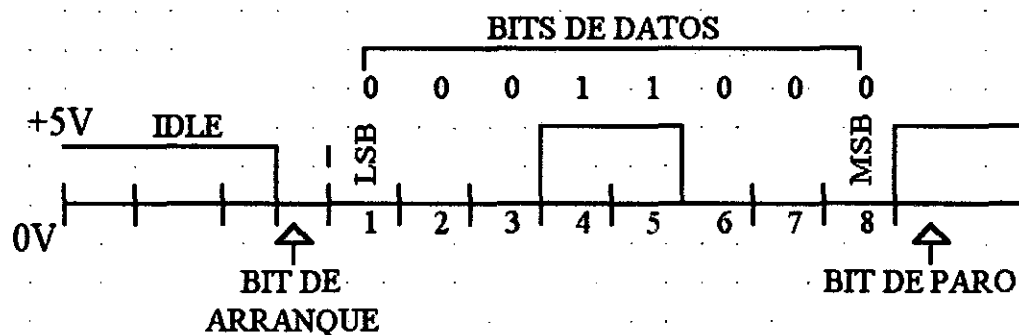 BITS DE DATOS
0 0 0 1 1 0 0 0
+5V IDLE LSB MSB
1 2 3 4 5 6 7 8
0V
BIT DE ARRANQUE
BIT DE PARO